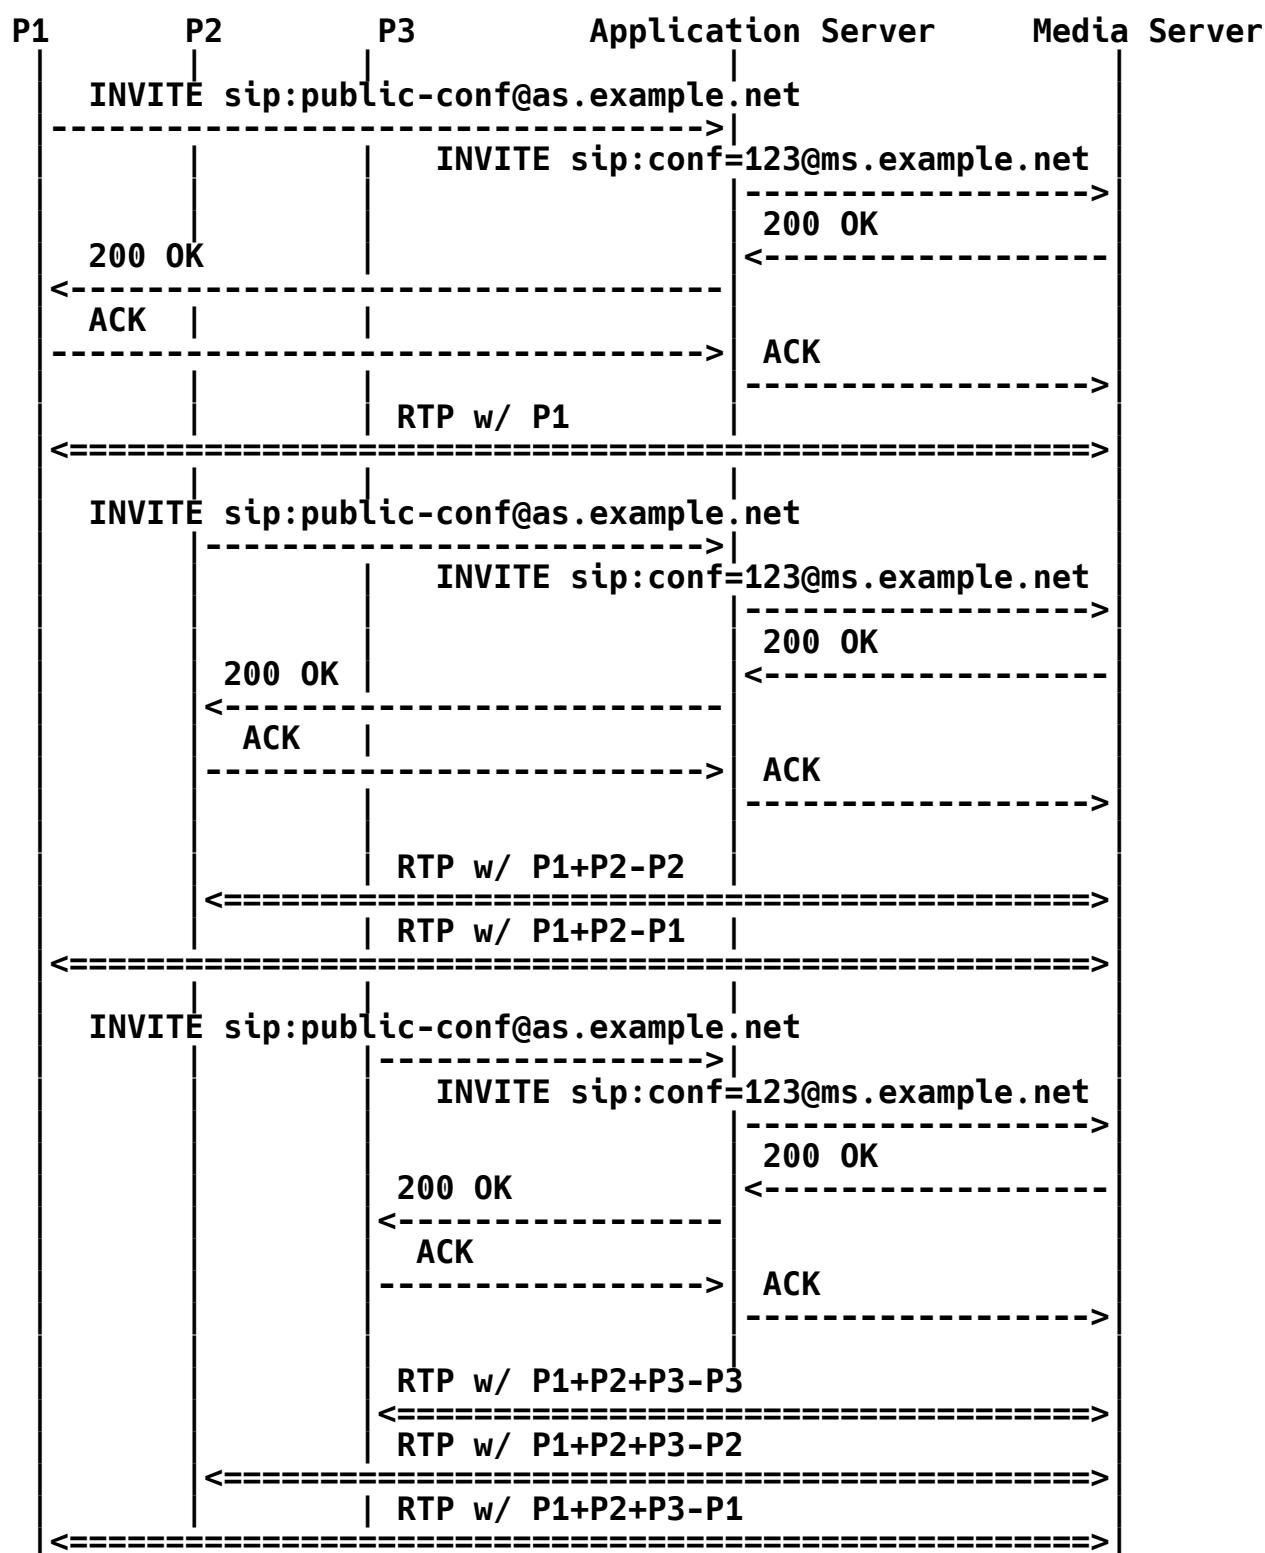 P1 P2 P3 Application Server Media Server
INVITE sip:public-conf@as.example.net
INVITE sip:conf=123@ms.example.net
200 OK
200 OK
ACK
ACK
RTP w/ P1
INVITE sip:public-conf@as.example.net
INVITE sip:conf=123@ms.example.net
200 OK
200 OK
ACK
ACK
RTP w/ P1+P2-P2
RTP w/ P1+P2-P1
INVITE sip:public-conf@as.example.net
INVITE sip:conf=123@ms.example.net
200 OK
200 OK
ACK
ACK
RTP w/ P1+P2+P3-P3
RTP w/ P1+P2+P3-P2
RTP w/ P1+P2+P3-P1